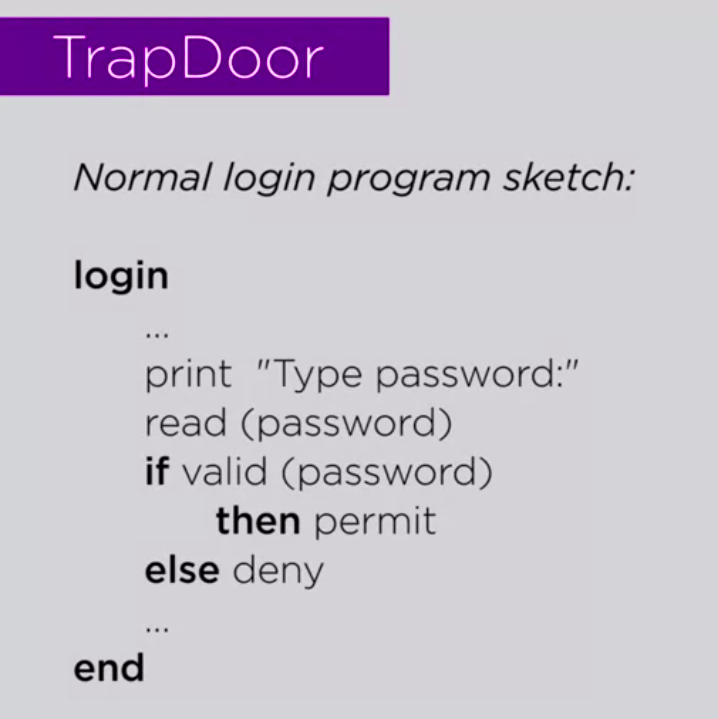 TrapDoor
Normal login program sketch:
login
...
print "Type password:"
read (password)
if valid (password)
then permit
else deny
...
end